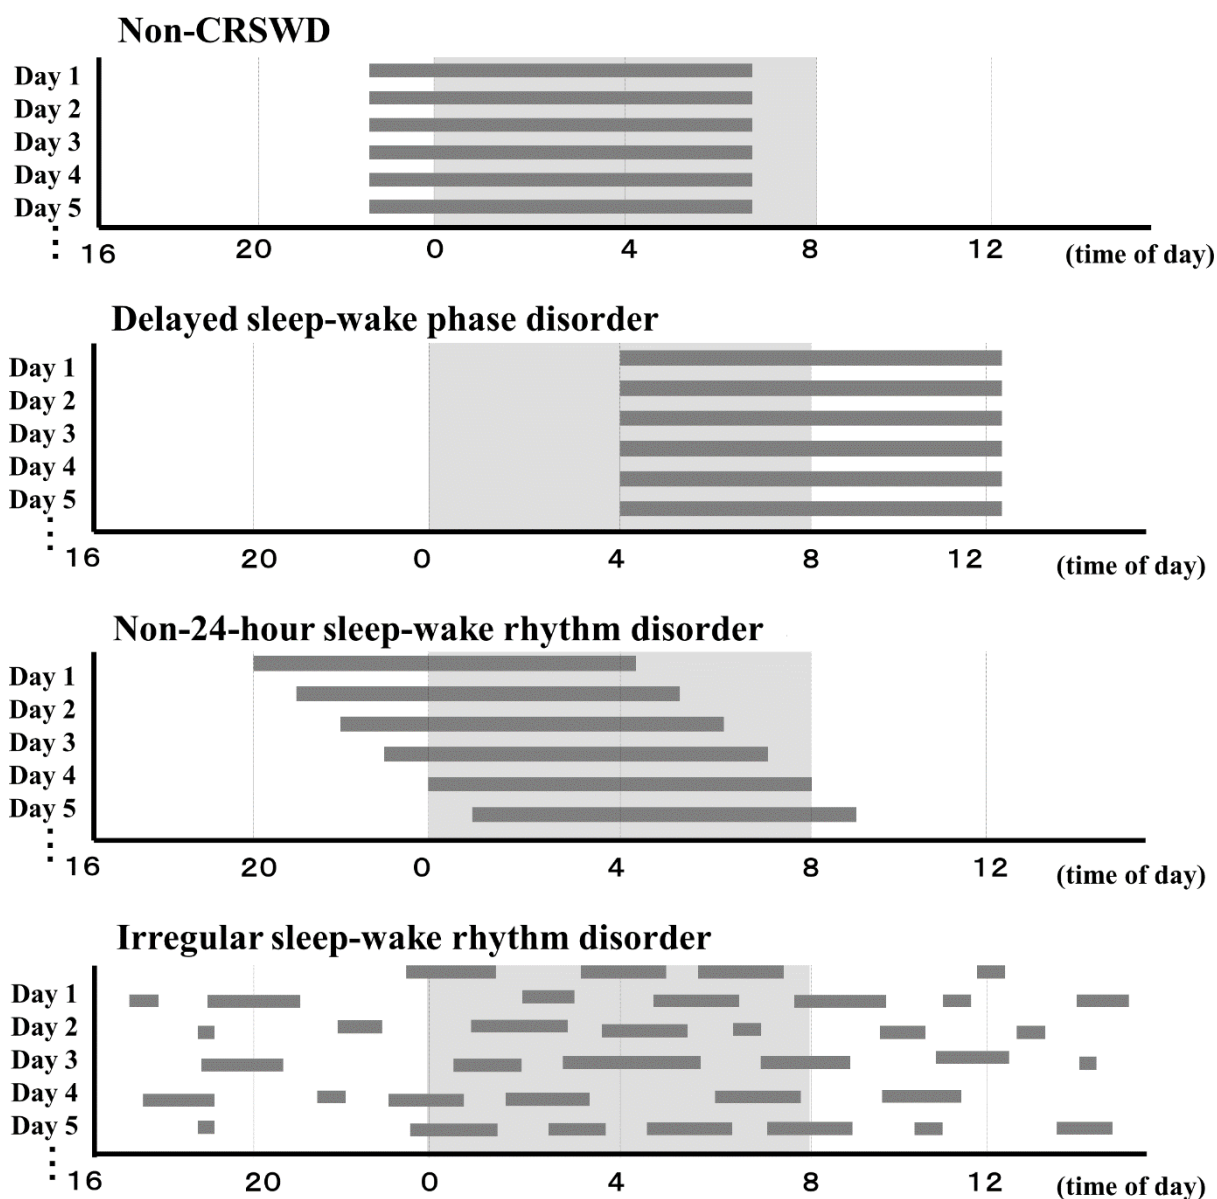 Non-CRSWD
Day 1
Day 2
Day 3
Day 4
Day 5
16 20 0 4 8 12 (time of day)
Delayed sleep-wake phase disorder
Day 1
Day 2
Day 3
Day 4
Day 5
16 20 0 4 8 12 (time of day)
Non-24-hour sleep-wake rhythm disorder
Day 1
Day 2
Day 3
Day 4
Day 5
16 20 0 4 8 12 (time of day)
Irregular sleep-wake rhythm disorder
Day 1
Day 2
Day 3
Day 4
Day 5
16 20 0 4 8 12 (time of day)